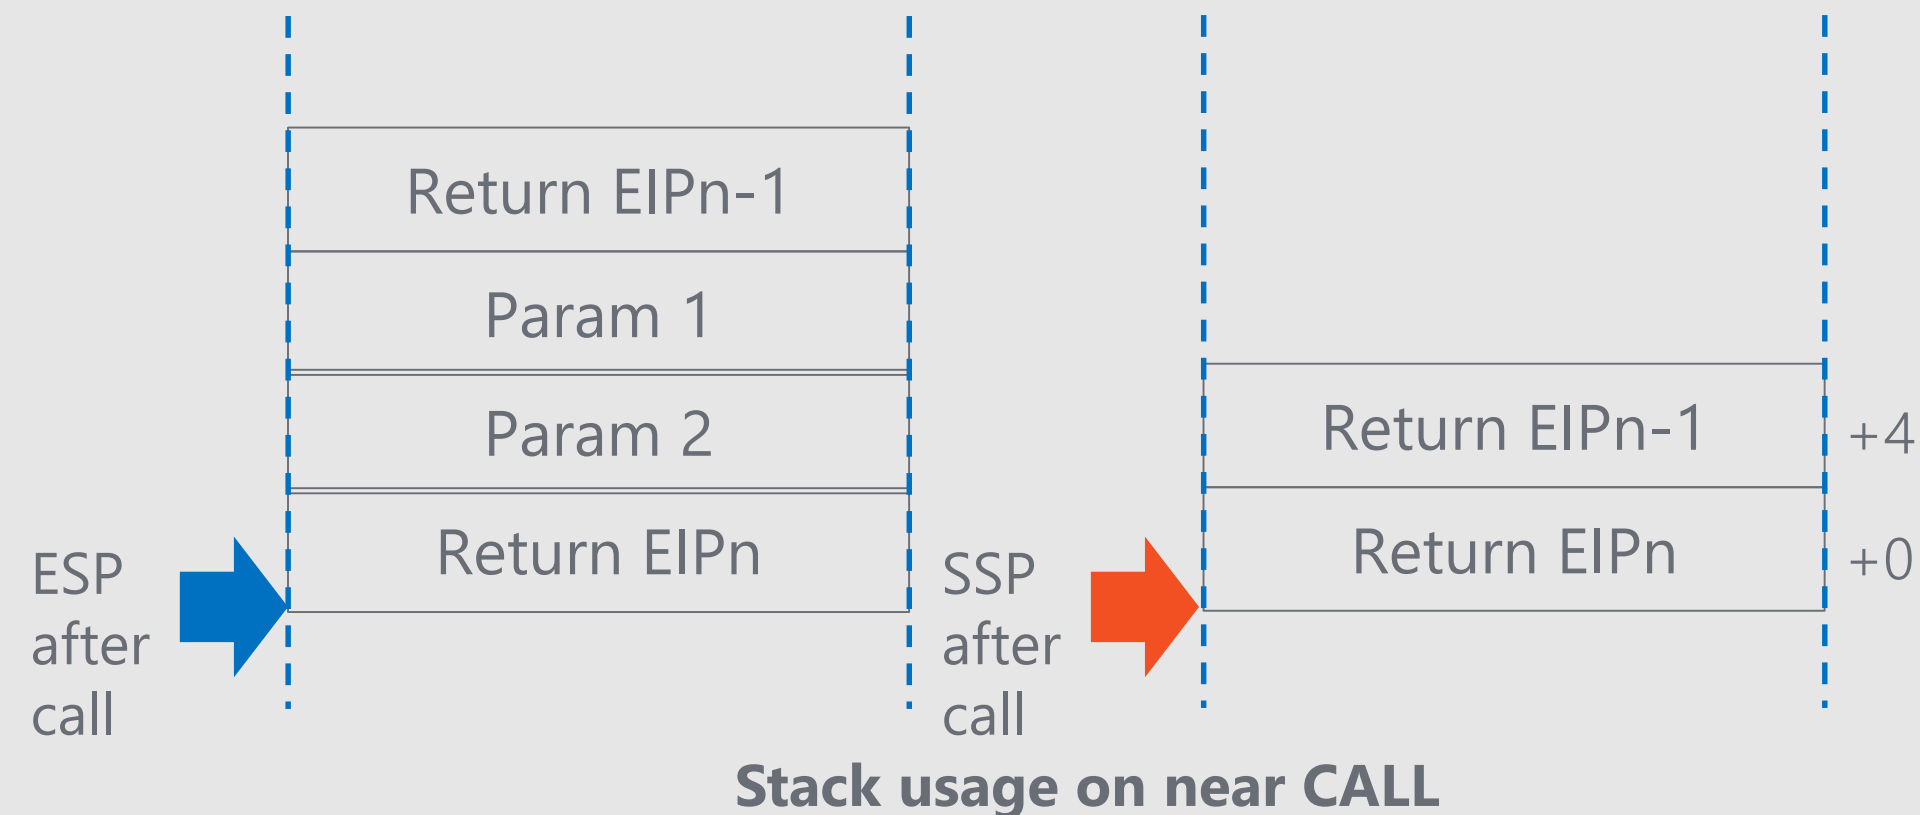 Return EIPn-1
Param 1
Param 2
Return EIPn
ESP
after
call
Return EIPn-1
+4
Return EIPn
+0
SSP
after
call
Stack usage on near CALL